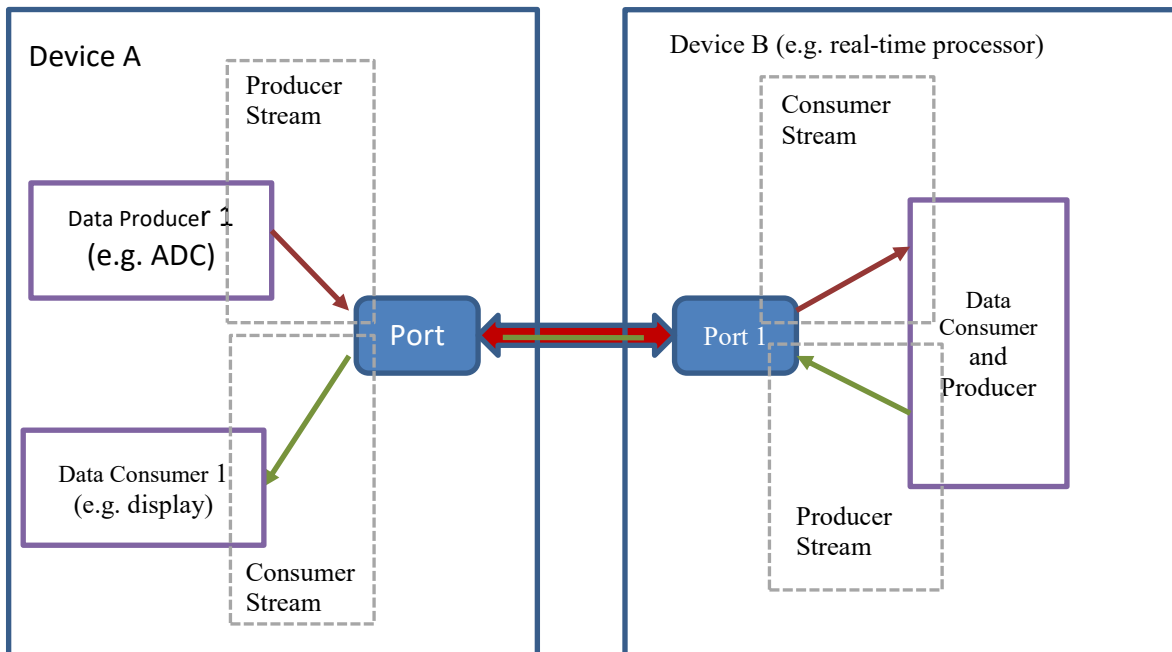 Device A
Producer
Stream
Data Producer 1
(e.g. ADC)
Port
Data Consumer 1
(e.g. display)
Consumer
Stream
Device B (e.g. real-time processor)
Consumer
Stream
Port 1
Data
Consumer
and
Producer
Producer
Stream